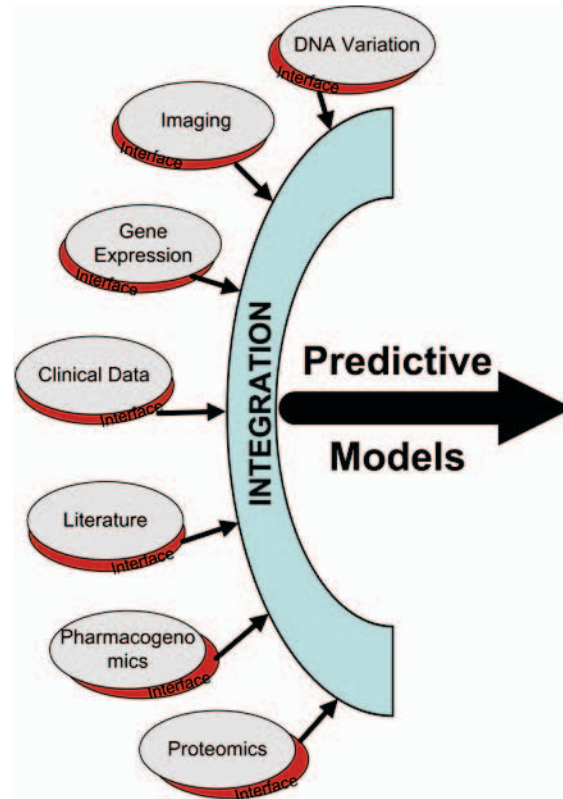 DNA Variation
Interface
Imaging
Interface
Gene
Expression
Interface
Clinical Data
Interface
Literature
Interface
Pharmacogeno
mics
Interface
Proteomics
Interface
INTEGRATION
Predictive
Models